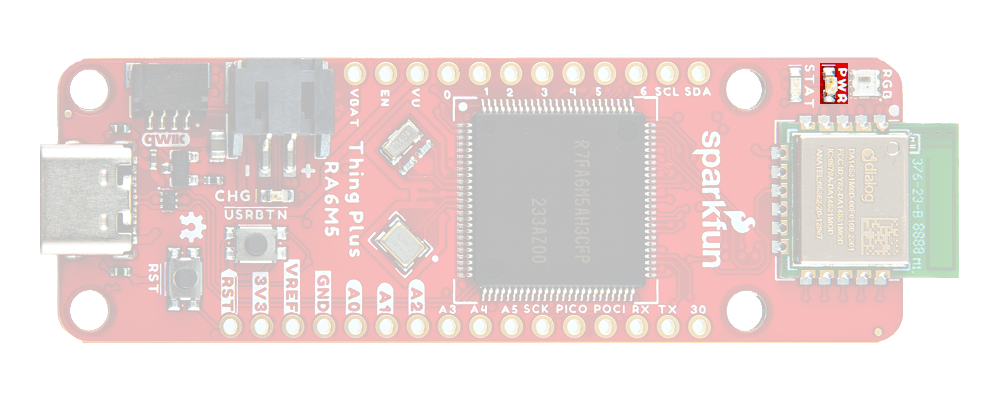 VBAT
EN
VU
0
1
2
3
4
5
6
SCL
SDA
STAT
PWR
RGB
qwiic
- +
CHG
USRBTN
Thing Plus
RA6M5
RST
sparkfun
dialog
RST
3V3
VREF
GND
A0
A1
A2
A3
A4
A5
SCK
PICO
POCI
RX
TX
30